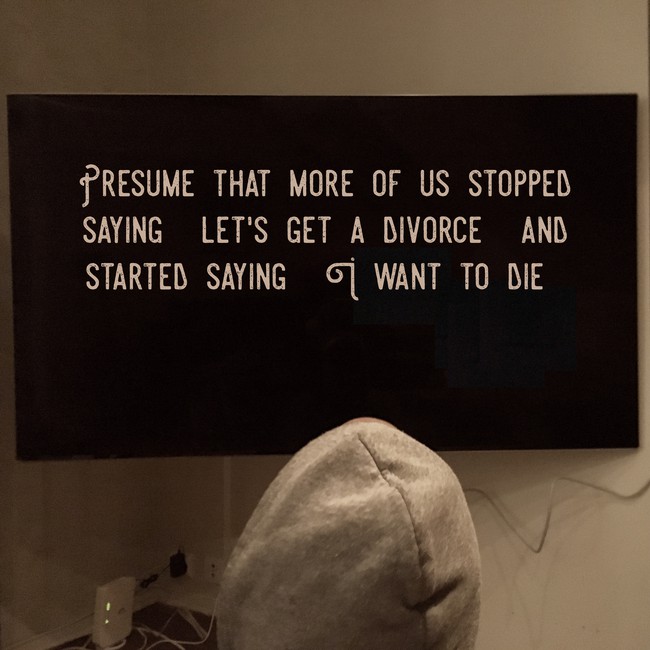 Presume that more of us stopped
saying let's get a divorce and
started saying I want to die